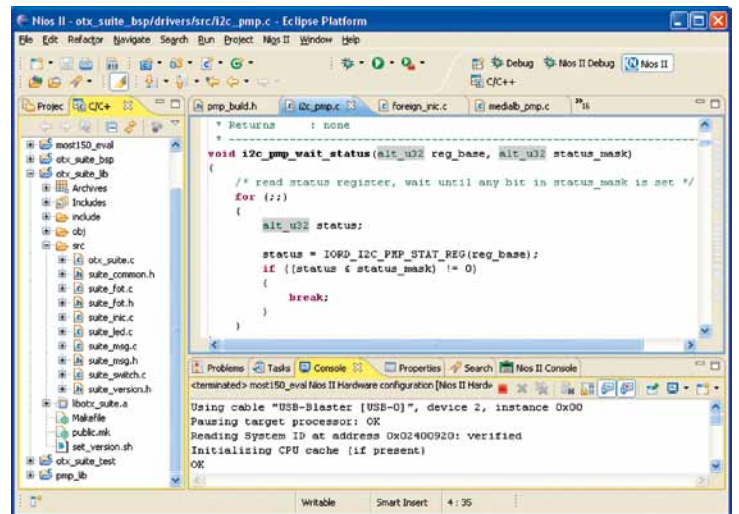 Nios II - otx_suite_bsp/drivers/src/i2c_pmp.c - Eclipse Platform
File Edit Refactor Navigate Search Run Project Nios II Window Help
Debug Nios II Debug Nios II
C/C++
Projec C/C++
most150_eval
otx_suite_bsp
otx_suite_lib
Archives
Includes
include
obj
src
otx_suite.c
suite_common.h
suite_fot.c
suite_fot.h
suite_inic.c
suite_led.c
suite_msg.c
suite_msg.h
suite_switch.c
suite_version.h
libotx_suite.a
Makefile
public.mk
set_version.sh
otx_suite_test
pmp_lib
pmp_build.h i2c_pmp.c foreign_inic.c medialb_pmp.c »16
* Returns : none
* ----------------------------------------------------------
void i2c_pmp_wait_status(alt_u32 reg_base, alt_u32 status_mask)
{
/* read status register, wait until any bit in status_mask is set */
for (;;)
{
alt_u32 status;
status = IORD_I2C_PMP_STAT_REG(reg_base);
if ((status & status_mask) != 0)
{
break;
}
}
Problems Tasks Console Properties Search Nios II Console
<terminated> most150_eval Nios II Hardware configuration [Nios II Hardw
Using cable "USB-Blaster [USB-0]", device 2, instance 0x00
Pausing target processor: OK
Reading System ID at address 0x02400920: verified
Initializing CPU cache (if present)
OK
Writable Smart Insert 4 : 35